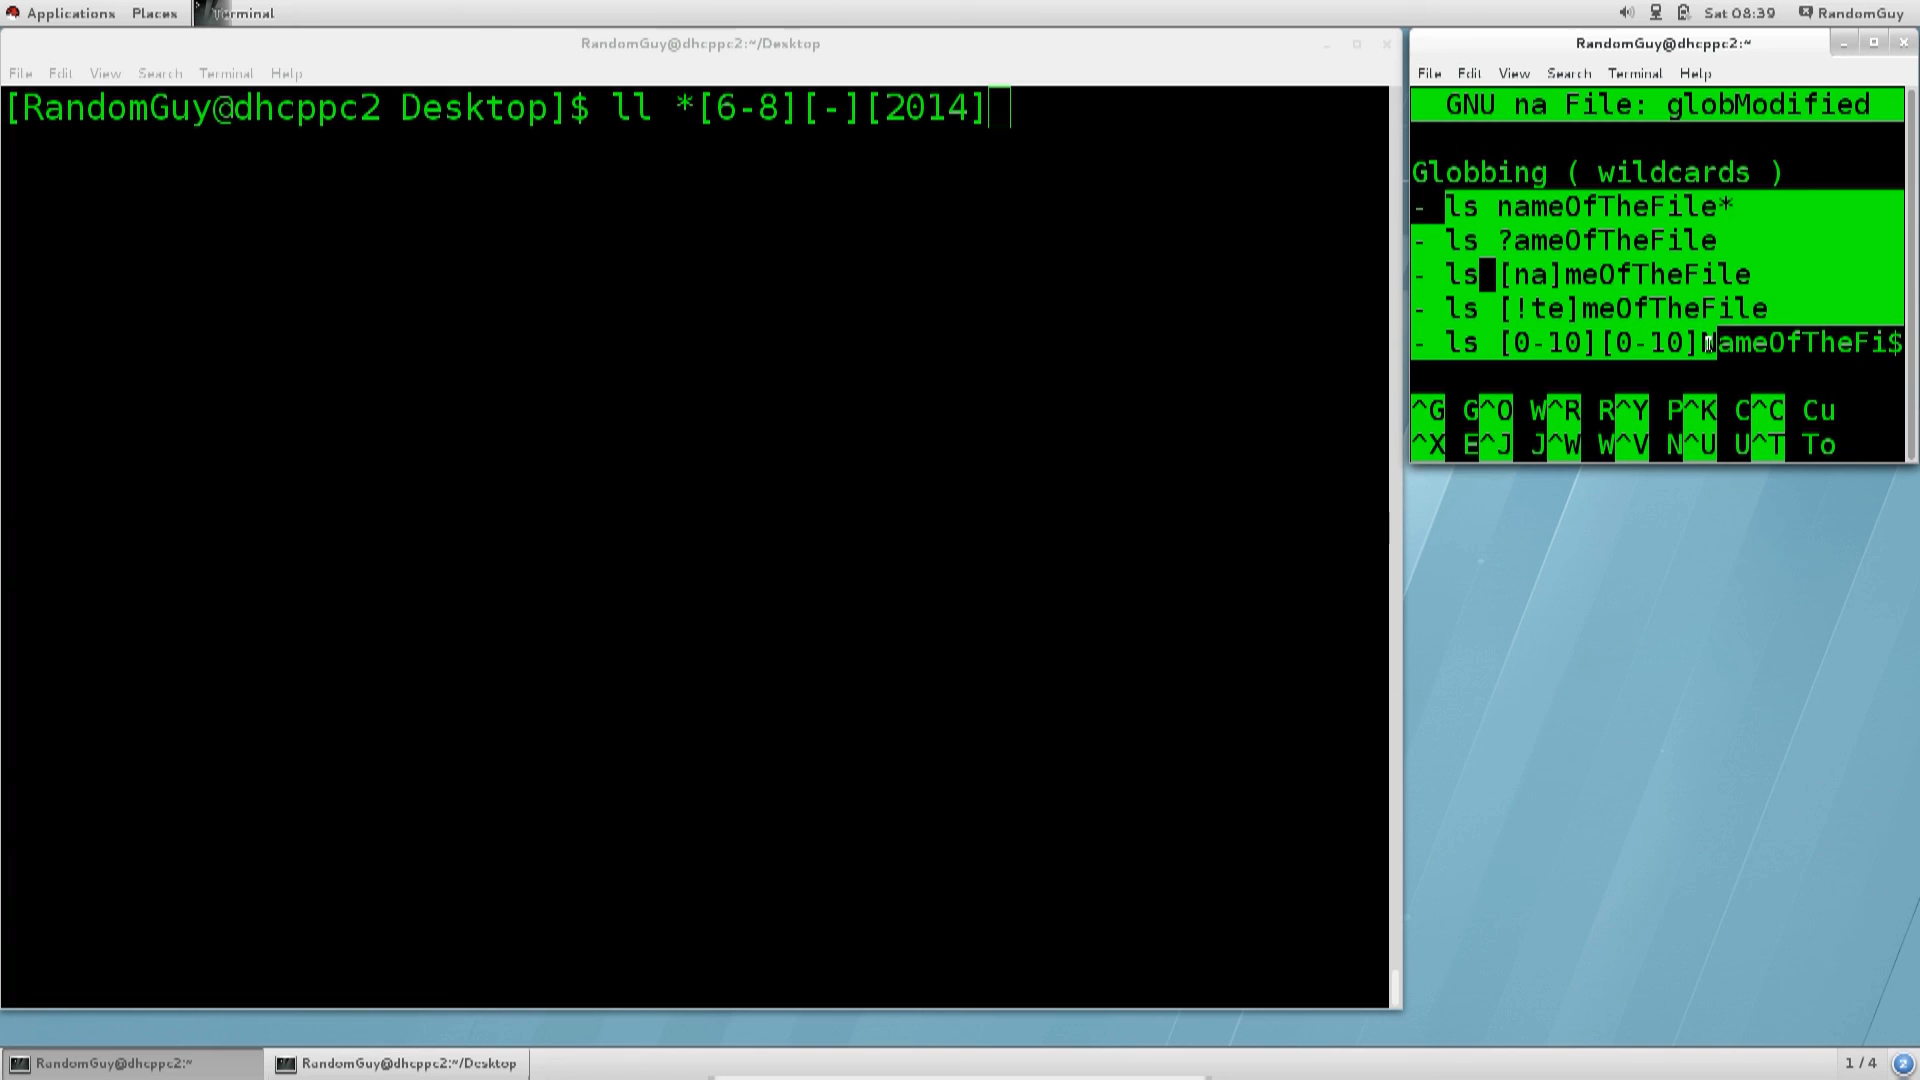 Applications Places Terminal Sat 08:39 RandomGuy
RandomGuy@dhcppc2:~/Desktop
File Edit View Search Terminal Help
[RandomGuy@dhcppc2 Desktop]$ ll *[6-8][-][2014]
RandomGuy@dhcppc2:~
File Edit View Search Terminal Help
GNU na File: globModified
Globbing ( wildcards )
- ls nameOfTheFile*
- ls ?ameOfTheFile
- ls [na]meOfTheFile
- ls [!te]meOfTheFile
- ls [0-10][0-10]NameOfTheFi$
^G G^O W^R R^Y P^K C^C Cu
^X E^J J^W W^V N^U U^T To
RandomGuy@dhcppc2:~ RandomGuy@dhcppc2:~/Desktop 1 / 4 2